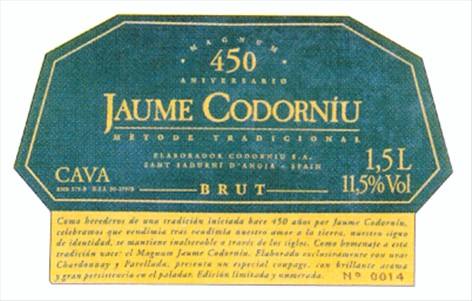 MAGNUM
450
ANIVERSARIO
JAUME CODORNÍU
MÉTODE TRADICIONAL
ELABORADOR CODORNIU S.A.
SANT SADURNI D'ANOIA - SPAIN
CAVA
1,5 L
BRUT
11,5% Vol
Como herederos de una tradición iniciada hace 450 años por Jaume Codorníu,
celebramos que vendimia tras vendimia nuestro amor a la tierra, nuestro signo
de identidad, se mantiene inalterable a través de los siglos. Como homenaje a esta
tradición nace: el Magnum Jaume Codorníu. Elaborado exclusivamente con uvas
Chardonnay y Parellada, presenta un especial coupage, con brillante aroma
y gran persistencia en el paladar. Edición limitada y numerada. Nº 0014